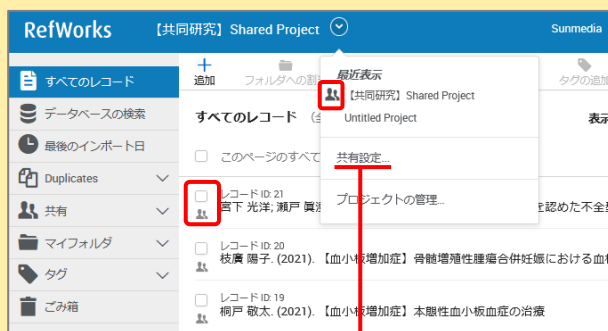 RefWorks 【共同研究】Shared Project Sunmedia
すべてのレコード
データベースの検索
最後のインポート日
Duplicates
共有
マイフォルダ
タグ
ごみ箱
追加 フォルダへの割 タグの追加
すべてのレコード （全 表示
このページのすべて
最近表示
【共同研究】Shared Project
Untitled Project
共有設定...
プロジェクトの管理...
レコード ID: 21
宮下 光洋; 瀬戸 眞澄 を認めた不全
レコード ID: 20
枝廣 陽子. (2021). 【血小板増加症】骨髄増殖性腫瘍合併妊娠における血
レコード ID: 19
桐戸 敬太. (2021). 【血小板増加症】本態性血小板血症の治療